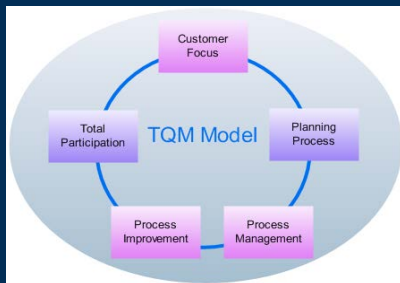 Customer
Focus
Total
Participation
TQM Model
Planning
Process
Process
Improvement
Process
Management